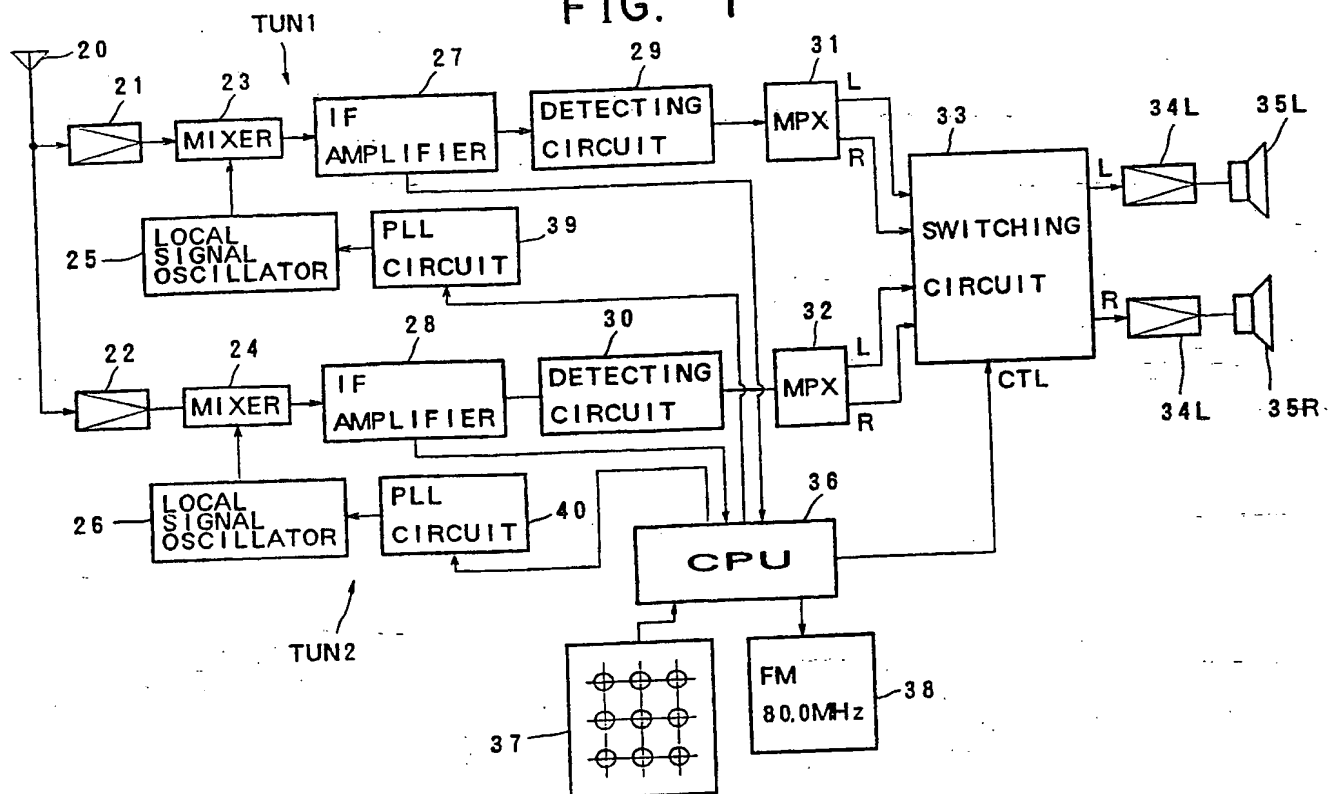 FIG. 1
TUN1
20
21
23
27
29
31
L
R
MIXER
IF
AMPLIFIER
DETECTING
CIRCUIT
MPX
33
SWITCHING
CIRCUIT
L
34L
35L
25
LOCAL
SIGNAL
OSCILLATOR
PLL
CIRCUIT
39
22
24
28
30
32
L
R
MIXER
IF
AMPLIFIER
DETECTING
CIRCUIT
MPX
R
34L
35R
CTL
26
LOCAL
SIGNAL
OSCILLATOR
PLL
CIRCUIT
40
36
CPU
TUN2
37
FM
80.0MHz
38